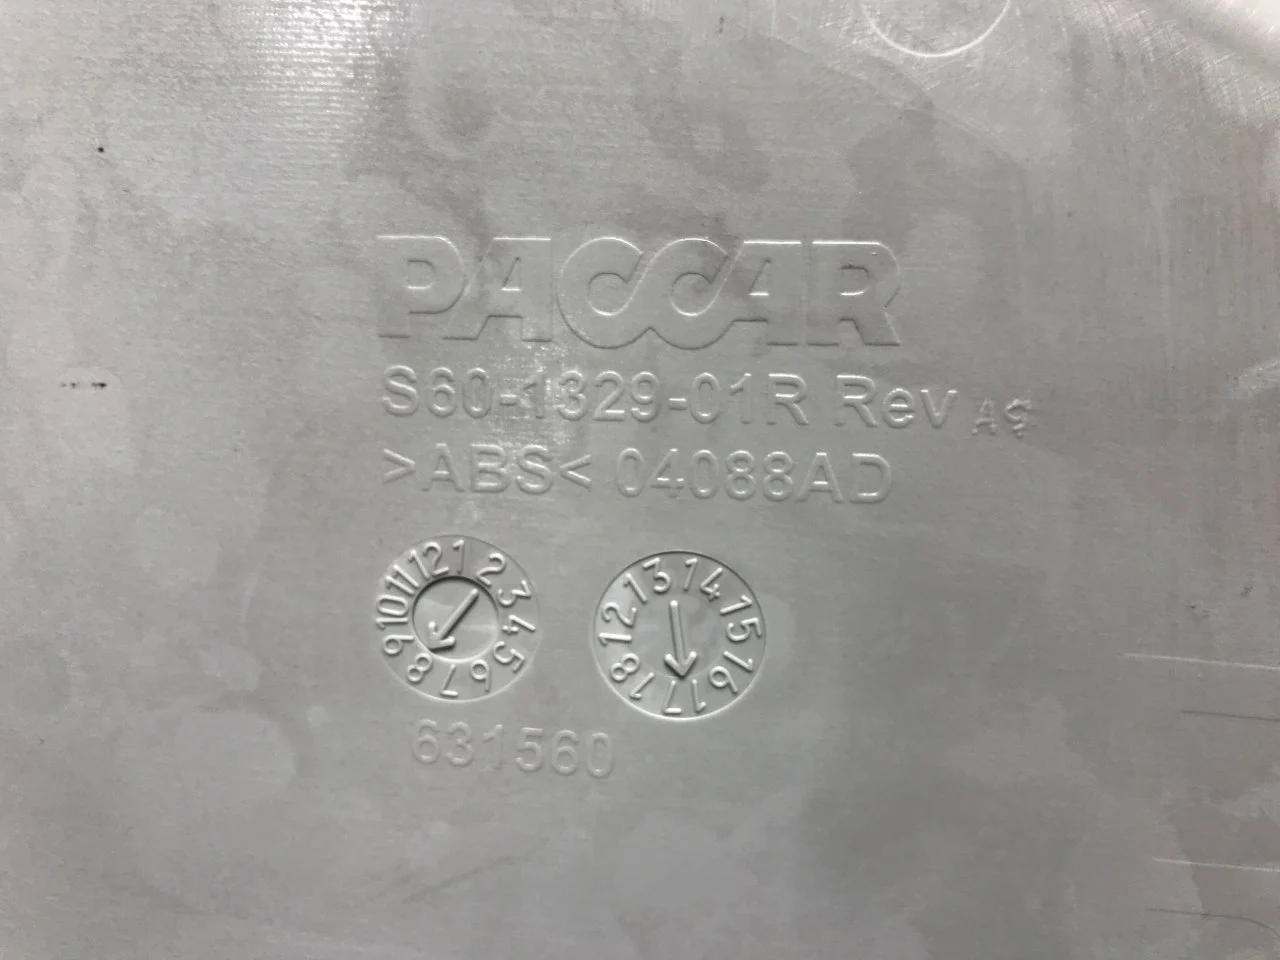 PACCAR
S60-1329-01R Rev
>ABS< 04088AD
1 2 3 4 5 6 7 8 9 10 11 12
12 13 14 15 16 17 18
631560